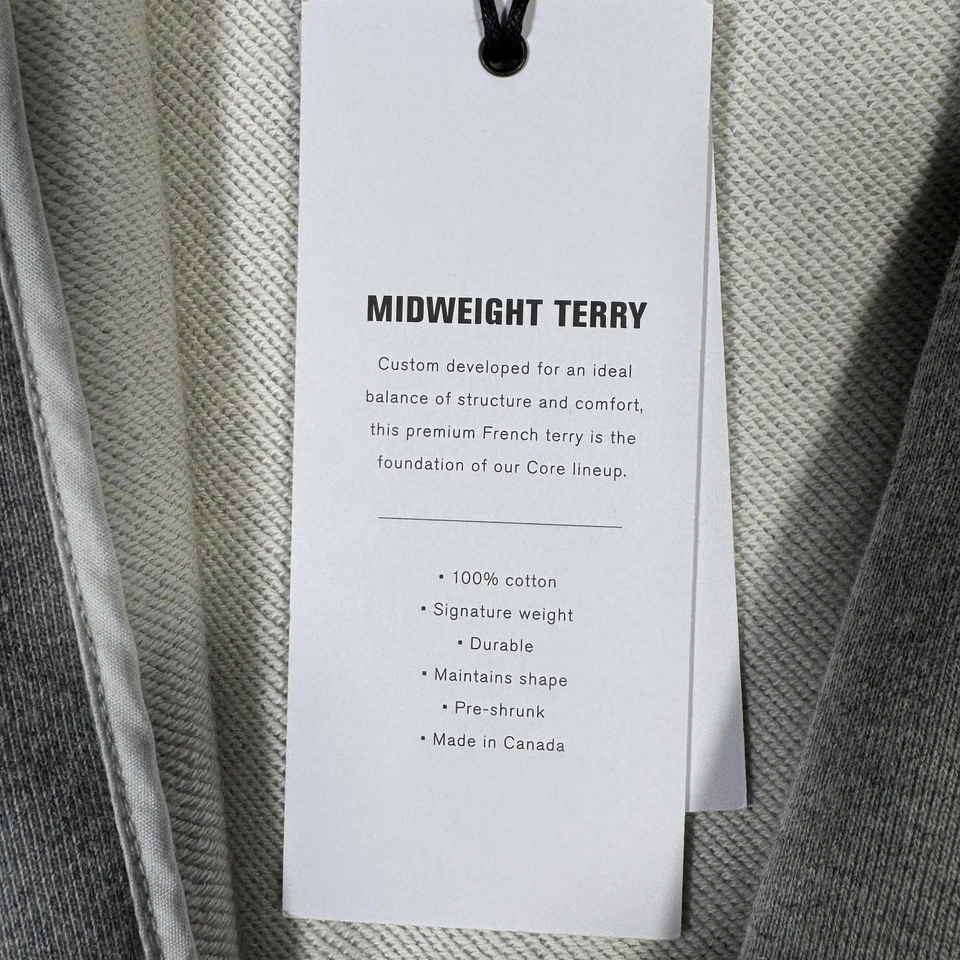 MIDWEIGHT TERRY
Custom developed for an ideal
balance of structure and comfort,
this premium French terry is the
foundation of our Core lineup.
▪ 100% cotton
▪ Signature weight
▪ Durable
▪ Maintains shape
▪ Pre-shrunk
▪ Made in Canada